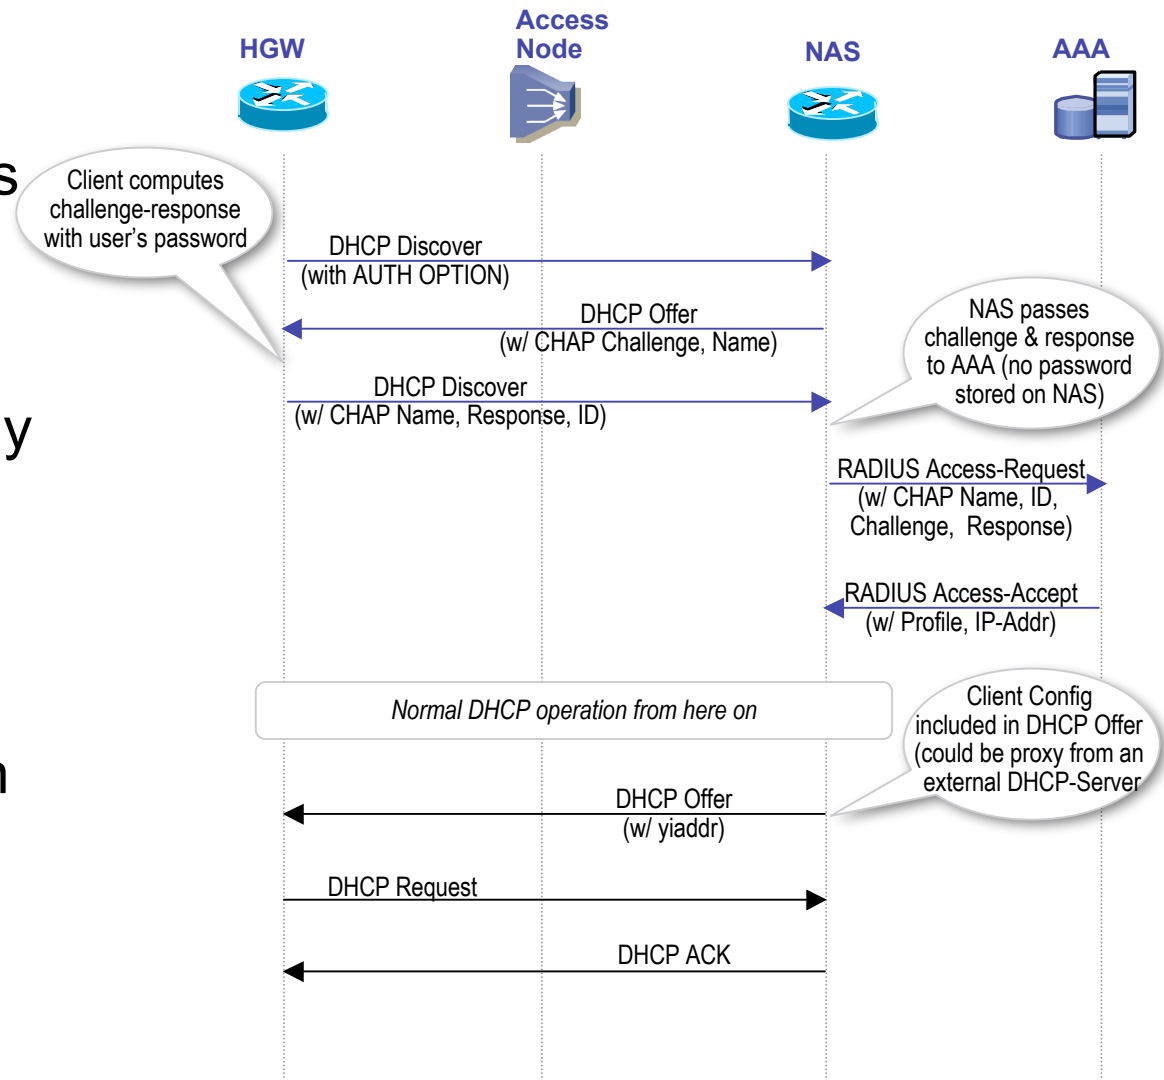 HGW
Access
Node
NAS
AAA
s
Client computes
challenge-response
with user's password
DHCP Discover
(with AUTH OPTION)
DHCP Offer
(w/ CHAP Challenge, Name)
NAS passes
challenge & response
to AAA (no password
stored on NAS)
DHCP Discover
(w/ CHAP Name, Response, ID)
y
RADIUS Access-Request
(w/ CHAP Name, ID,
Challenge, Response)
RADIUS Access-Accept
(w/ Profile, IP-Addr)
Normal DHCP operation from here on
Client Config
included in DHCP Offer
(could be proxy from an
external DHCP-Server
n
DHCP Offer
(w/ yiaddr)
DHCP Request
DHCP ACK